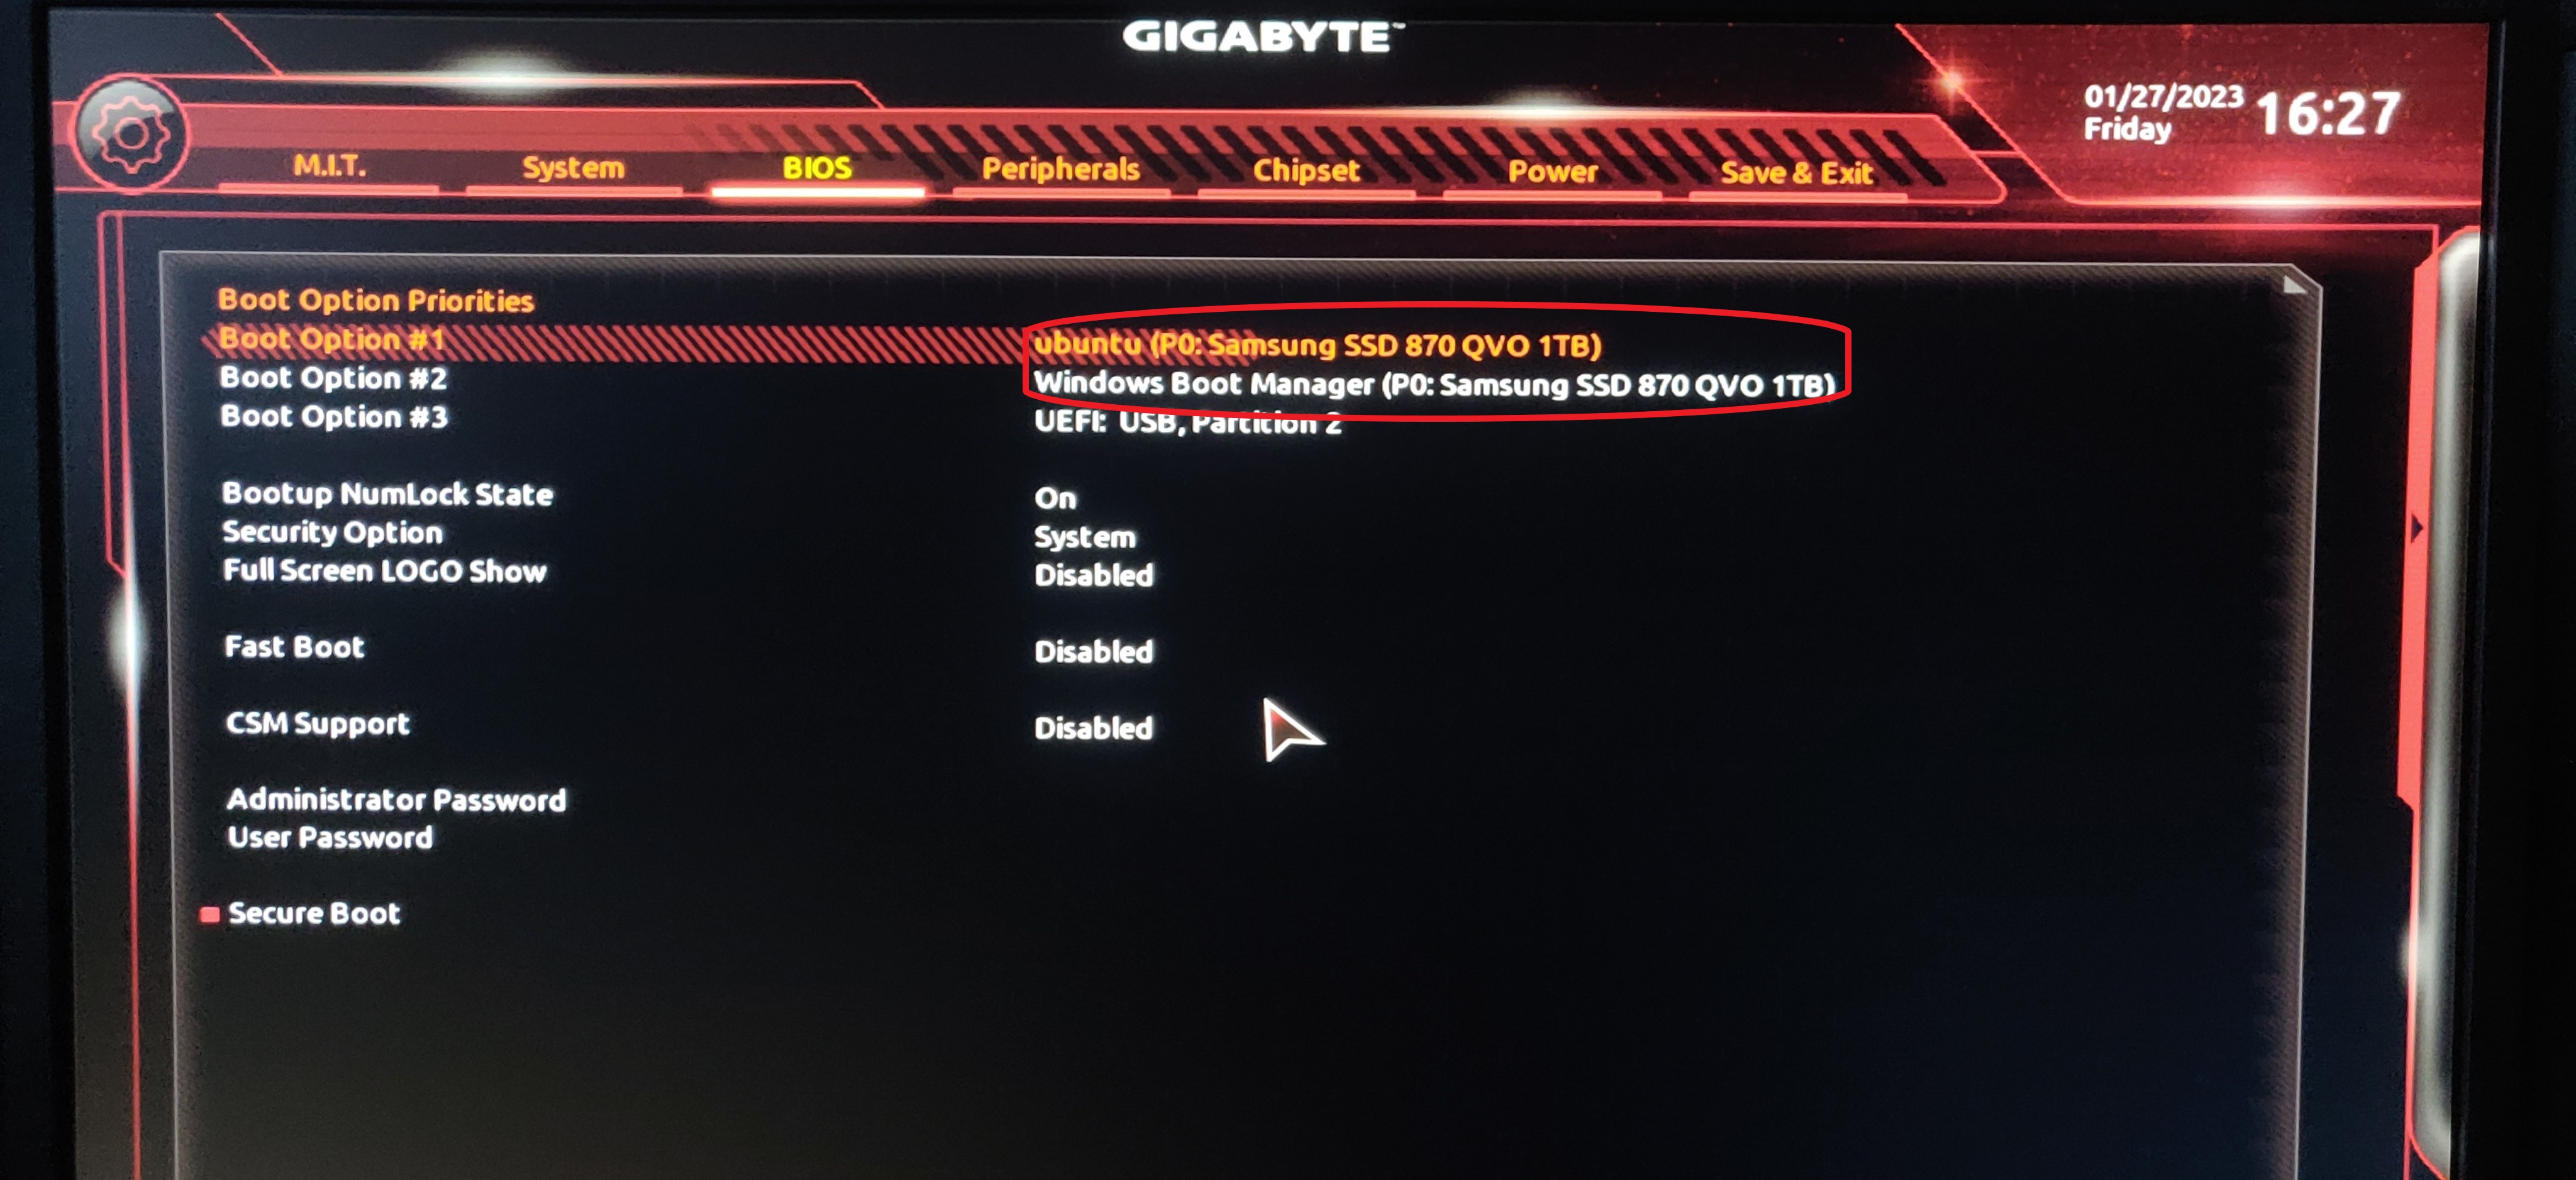 GIGABYTE™
01/27/2023
Friday
16:27
M.I.T. System BIOS Peripherals Chipset Power Save & Exit
Boot Option Priorities
Boot Option #1 ubuntu (P0: Samsung SSD 870 QVO 1TB)
Boot Option #2 Windows Boot Manager (P0: Samsung SSD 870 QVO 1TB)
Boot Option #3 UEFI: USB, Partition 2
Bootup NumLock State On
Security Option System
Full Screen LOGO Show Disabled
Fast Boot Disabled
CSM Support Disabled
Administrator Password
User Password
Secure Boot